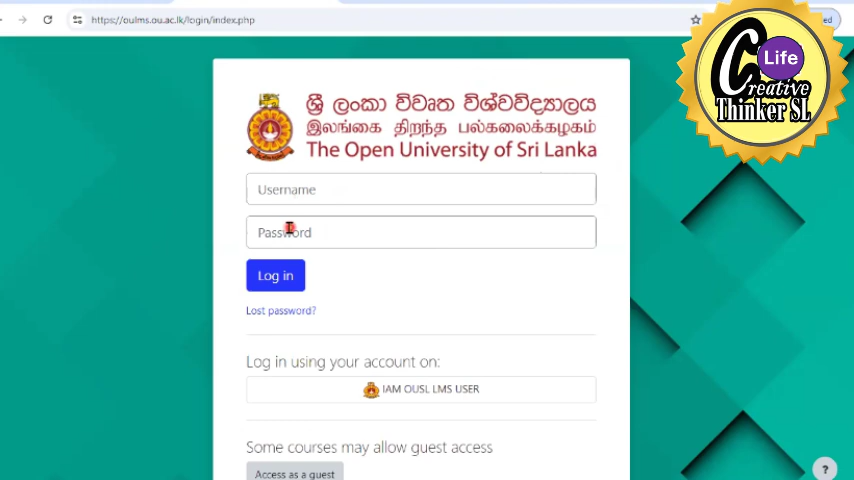 https://oulms.ou.ac.lk/login/index.php
Life
Creative
Thinker SL
ශ්‍රී ලංකා විවෘත විශ්වවිද්‍යාලය
இலங்கை திறந்த பல்கலைக்கழகம்
The Open University of Sri Lanka
Username
Password
Log in
Lost password?
Log in using your account on:
IAM OUSL LMS USER
Some courses may allow guest access
Access as a guest
?